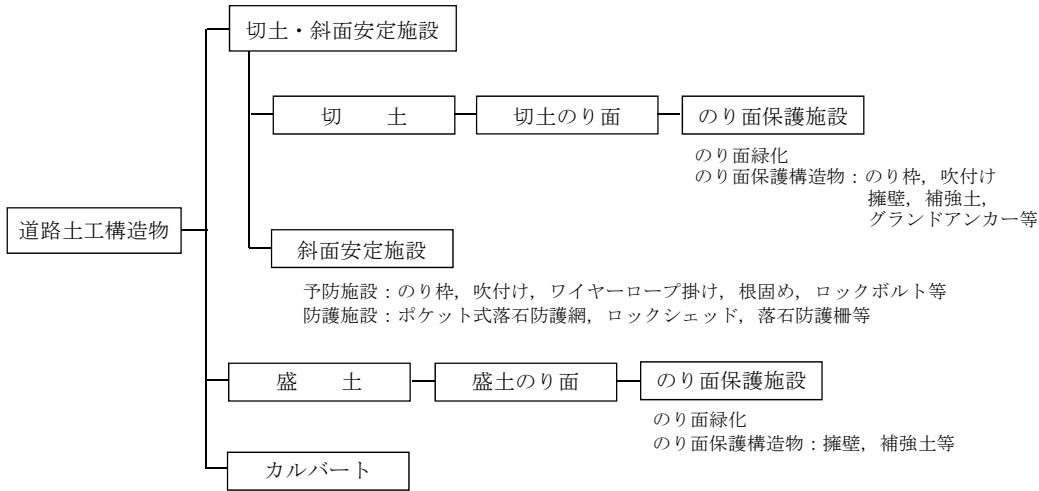 切土・斜面安定施設
切　　土
切土のり面
のり面保護施設
のり面緑化
のり面保護構造物：のり枠，吹付け
擁壁，補強土，
グランドアンカー等
道路土工構造物
斜面安定施設
予防施設：のり枠，吹付け，ワイヤーロープ掛け，根固め，ロックボルト等
防護施設：ポケット式落石防護網，ロックシェッド，落石防護柵等
盛　　土
盛土のり面
のり面保護施設
のり面緑化
のり面保護構造物：擁壁，補強土等
カルバート